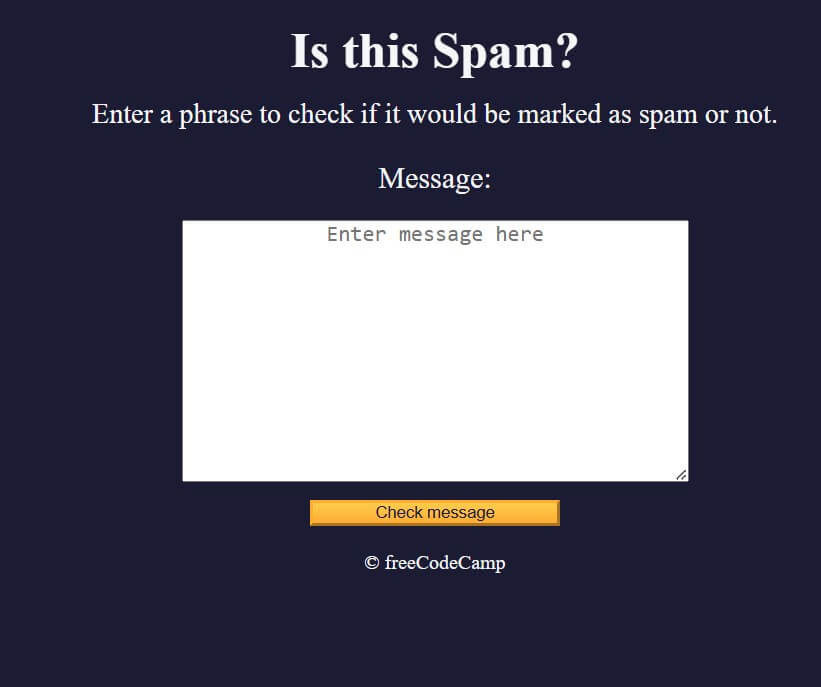 Is this Spam?
Enter a phrase to check if it would be marked as spam or not.
Message:
Enter message here
Check message
© freeCodeCamp